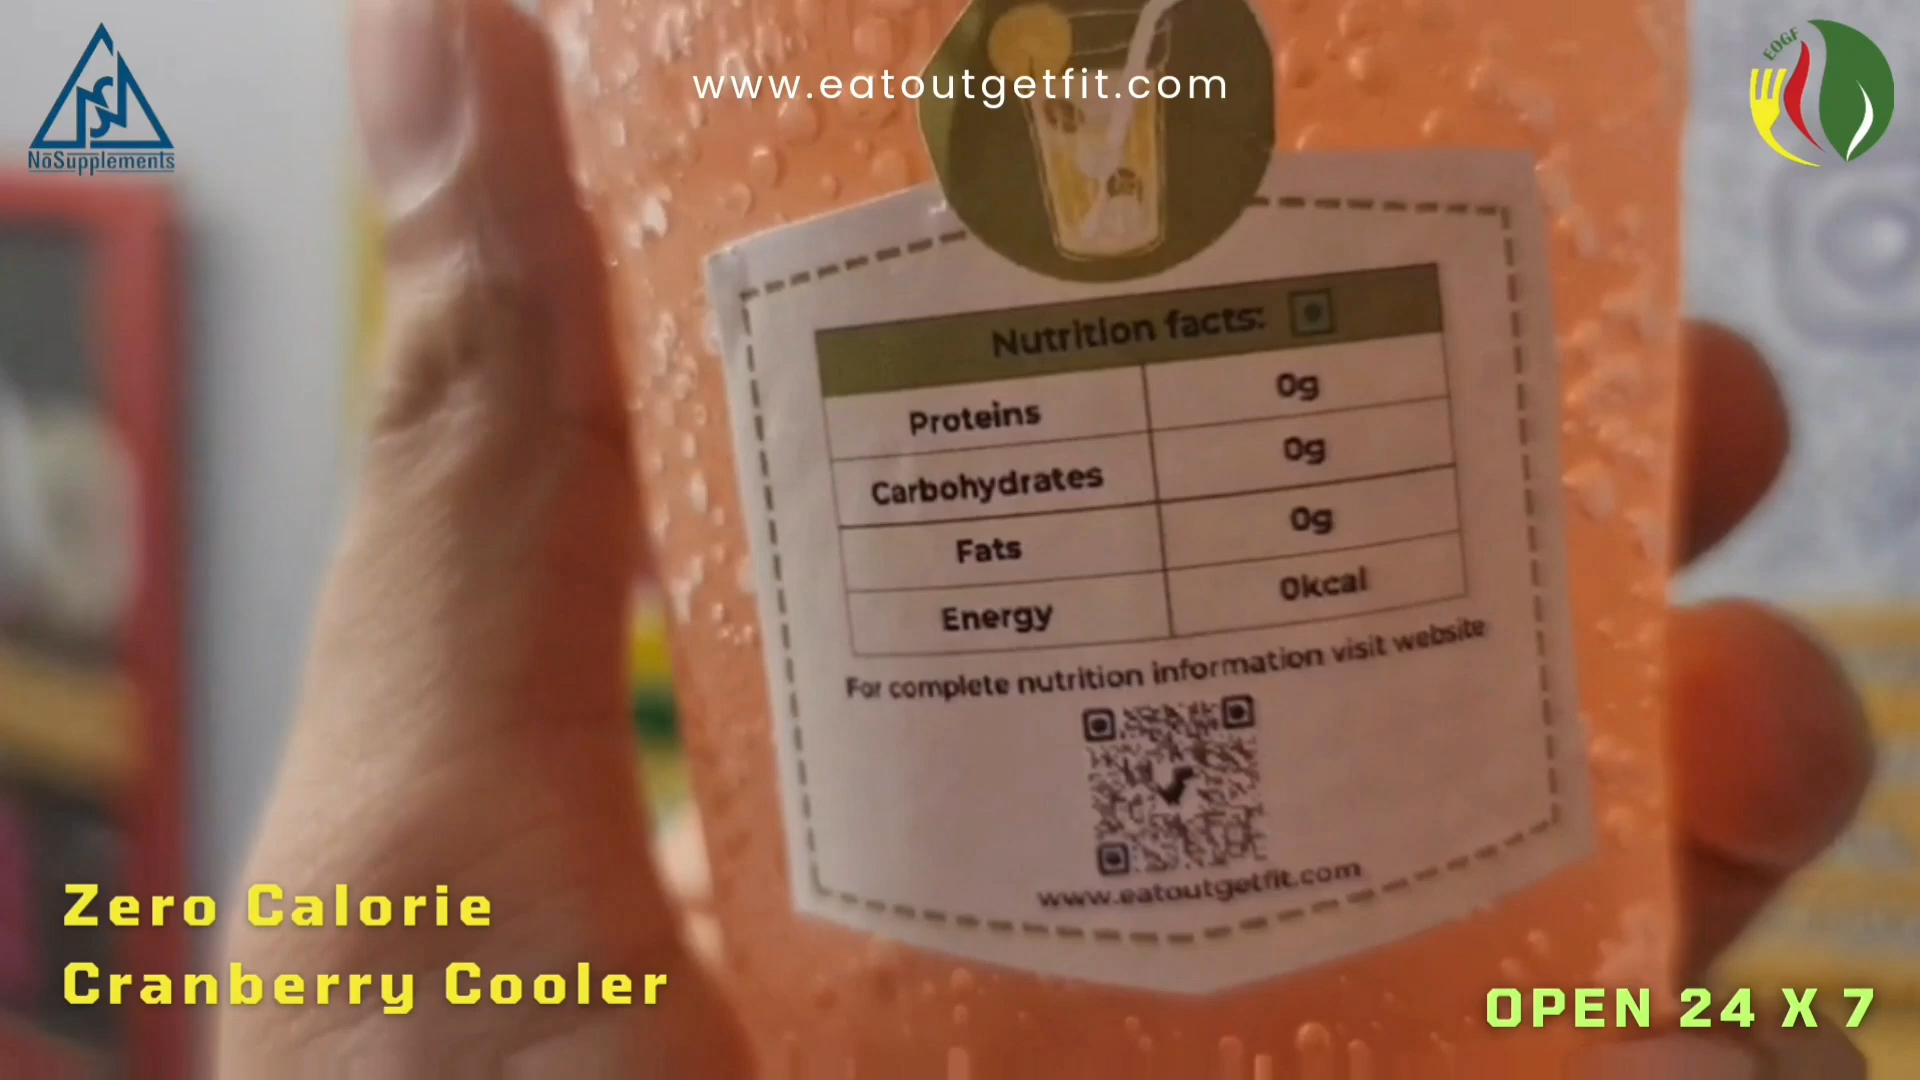 NoSupplements
www.eatoutgetfit.com
EOGF
Nutrition facts:
Proteins 0g
Carbohydrates 0g
Fats 0g
Energy 0kcal
For complete nutrition information visit website
www.eatoutgetfit.com
Zero Calorie
Cranberry Cooler
OPEN 24 X 7